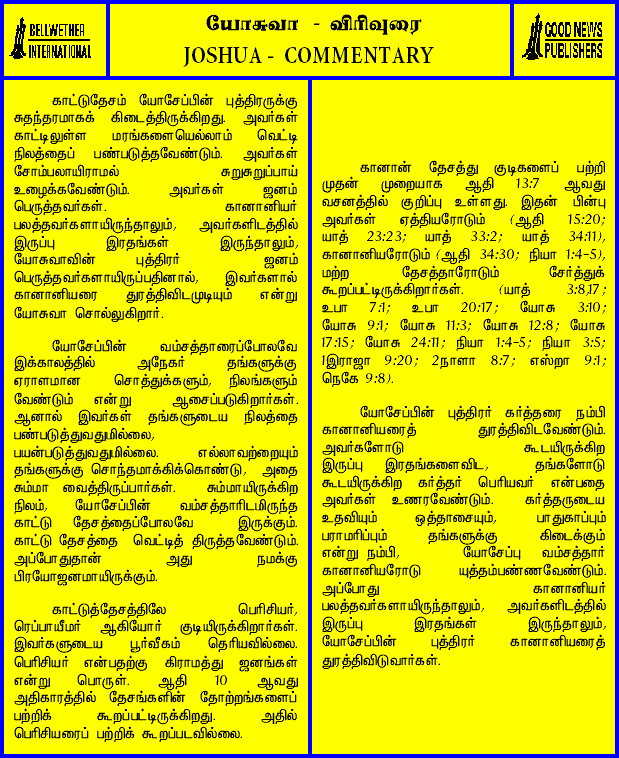 BELLWETHER
INTERNATIONAL
யோசுவா - விரிவுரை
JOSHUA - COMMENTARY
GOOD NEWS
PUBLISHERS
காட்டுதேசம் யோசேப்பின் புத்திரருக்கு
சுதந்தரமாகக் கிடைத்திருக்கிறது. அவர்கள்
காட்டிலுள்ள மரங்களையெல்லாம் வெட்டி
நிலத்தைப் பண்படுத்தவேண்டும். அவர்கள்
சோம்பலாயிராமல் சுறுசுறுப்பாய்
உழைக்கவேண்டும். அவர்கள் ஜனம்
பெருத்தவர்கள். கானானியர்
பலத்தவர்களாயிருந்தாலும், அவர்களிடத்தில்
இருப்பு இரதங்கள் இருந்தாலும்,
யோசுவாவின் புத்திரர் ஜனம்
பெருத்தவர்களாயிருப்பதினால், இவர்களால்
கானானியரை துரத்திவிடமுடியும் என்று
யோசுவா சொல்லுகிறார்.
யோசேப்பின் வம்சத்தாரைப்போலவே
இக்காலத்தில் அநேகர் தங்களுக்கு
ஏராளமான சொத்துக்களும், நிலங்களும்
வேண்டும் என்று ஆசைப்படுகிறார்கள்.
ஆனால் இவர்கள் தங்களுடைய நிலத்தை
பண்படுத்துவதுமில்லை,
பயன்படுத்துவதுமில்லை. எல்லாவற்றையும்
தங்களுக்கு சொந்தமாக்கிக்கொண்டு, அதை
சும்மா வைத்திருப்பார்கள். சும்மாயிருக்கிற
நிலம், யோசேப்பின் வம்சத்தாரிடமிருந்த
காட்டு தேசத்தைப்போலவே இருக்கும்.
காட்டு தேசத்தை வெட்டித் திருத்தவேண்டும்.
அப்போதுதான் அது நமக்கு
பிரயோஜனமாயிருக்கும்.
காட்டுத்தேசத்திலே பெரிசியர்,
ரெப்பாயீமர் ஆகியோர் குடியிருக்கிறார்கள்.
இவர்களுடைய பூர்வீகம் தெரியவில்லை.
பெரிசியர் என்பதற்கு கிராமத்து ஜனங்கள்
என்று பொருள். ஆதி 10 ஆவது
அதிகாரத்தில் தேசங்களின் தோற்றங்களைப்
பற்றிக் கூறப்பட்டிருக்கிறது. அதில்
பெரிசியரைப் பற்றிக் கூறப்படவில்லை.
கானான் தேசத்து குடிகளைப் பற்றி
முதன் முறையாக ஆதி 13:7 ஆவது
வசனத்தில் குறிப்பு உள்ளது. இதன் பின்பு
அவர்கள் ஏத்தியரோடும் (ஆதி 15:20;
யாத் 23:23; யாத் 33:2; யாத் 34:11),
கானானியரோடும் (ஆதி 34:30; நியா 1:4-5),
மற்ற தேசத்தாரோடும் சேர்த்துக்
கூறப்பட்டிருக்கிறார்கள். (யாத் 3:8,17;
உபா 7:1; உபா 20:17; யோசு 3:10;
யோசு 9:1; யோசு 11:3; யோசு 12:8; யோசு
17:15; யோசு 24:11; நியா 1:4-5; நியா 3:5;
1இராஜா 9:20; 2நாளா 8:7; எஸ்றா 9:1;
நெகே 9:8).
யோசேப்பின் புத்திரர் கர்த்தரை நம்பி
கானானியரைத் துரத்திவிடவேண்டும்.
அவர்களோடு கூடயிருக்கிற
இருப்பு இரதங்களைவிட, தங்களோடு
கூடயிருக்கிற கர்த்தர் பெரியவர் என்பதை
அவர்கள் உணரவேண்டும். கர்த்தருடைய
உதவியும் ஒத்தாசையும், பாதுகாப்பும்
பராமரிப்பும் தங்களுக்கு கிடைக்கும்
என்று நம்பி, யோசேப்பு வம்சத்தார்
கானானியரோடு யுத்தம்பண்ணவேண்டும்.
அப்போது கானானியர்
பலத்தவர்களாயிருந்தாலும், அவர்களிடத்தில்
இருப்பு இரதங்கள் இருந்தாலும்,
யோசேப்பின் புத்திரர் கானானியரைத்
துரத்திவிடுவார்கள்.